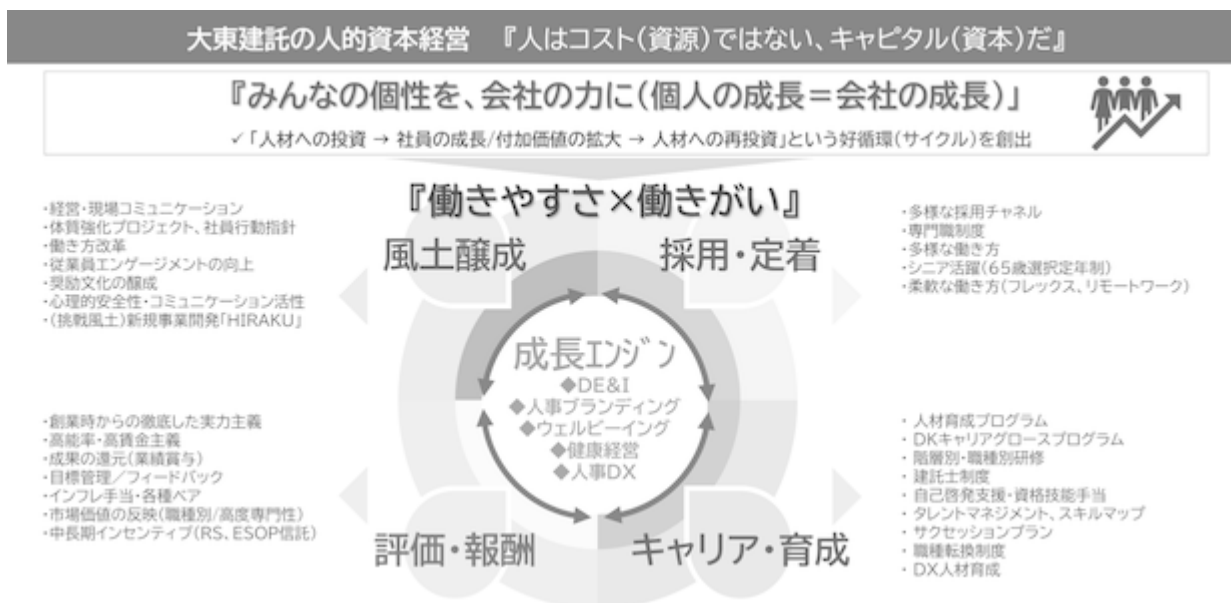 大東建託の人的資本経営　『人はコスト(資源)ではない、キャピタル(資本)だ』
『みんなの個性を、会社の力に(個人の成長＝会社の成長)」
✓「人材への投資 → 社員の成長/付加価値の拡大 → 人材への再投資」という好循環(サイクル)を創出
『働きやすさ×働きがい』
風土醸成
・経営・現場コミュニケーション
・体質強化プロジェクト、社員行動指針
・働き方改革
・従業員エンゲージメントの向上
・奨励文化の醸成
・心理的安全性・コミュニケーション活性
・(挑戦風土)新規事業開発「HIRAKU」
採用・定着
・多様な採用チャネル
・専門職制度
・多様な働き方
・シニア活躍(65歳選択定年制)
・柔軟な働き方(フレックス、リモートワーク)
成長ｴﾝｼﾞﾝ
◆DE&I
◆人事ブランディング
◆ウェルビーイング
◆健康経営
◆人事DX
評価・報酬
・創業時からの徹底した実力主義
・高能率・高賃金主義
・成果の還元(業績賞与)
・目標管理／フィードバック
・インフレ手当・各種ベア
・市場価値の反映(職種別/高度専門性)
・中長期インセンティブ(RS、ESOP信託)
キャリア・育成
・人材育成プログラム
・DKキャリアグロースプログラム
・階層別・職種別研修
・建託士制度
・自己啓発支援・資格技能手当
・タレントマネジメント、スキルマップ
・サクセッションプラン
・職種転換制度
・DX人材育成